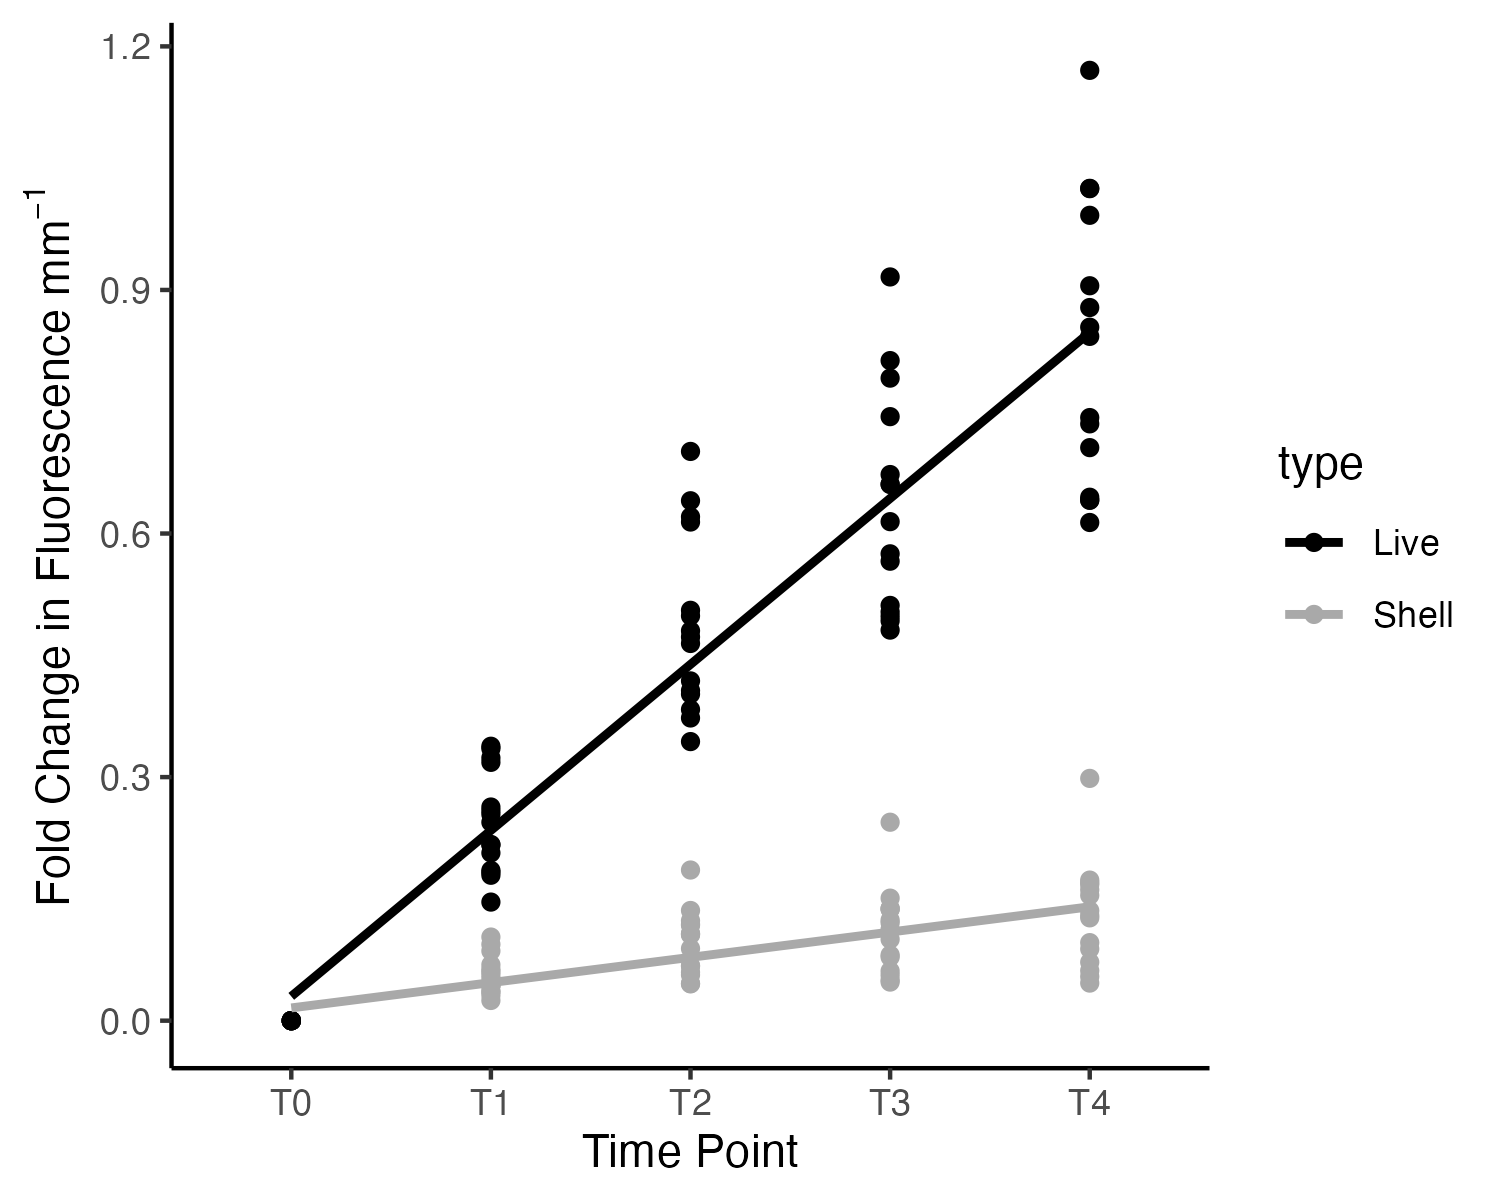 Fold Change in Fluorescence mm⁻¹
1.2
0.9
0.6
0.3
0.0
T0 T1 T2 T3 T4
Time Point
type
Live
Shell